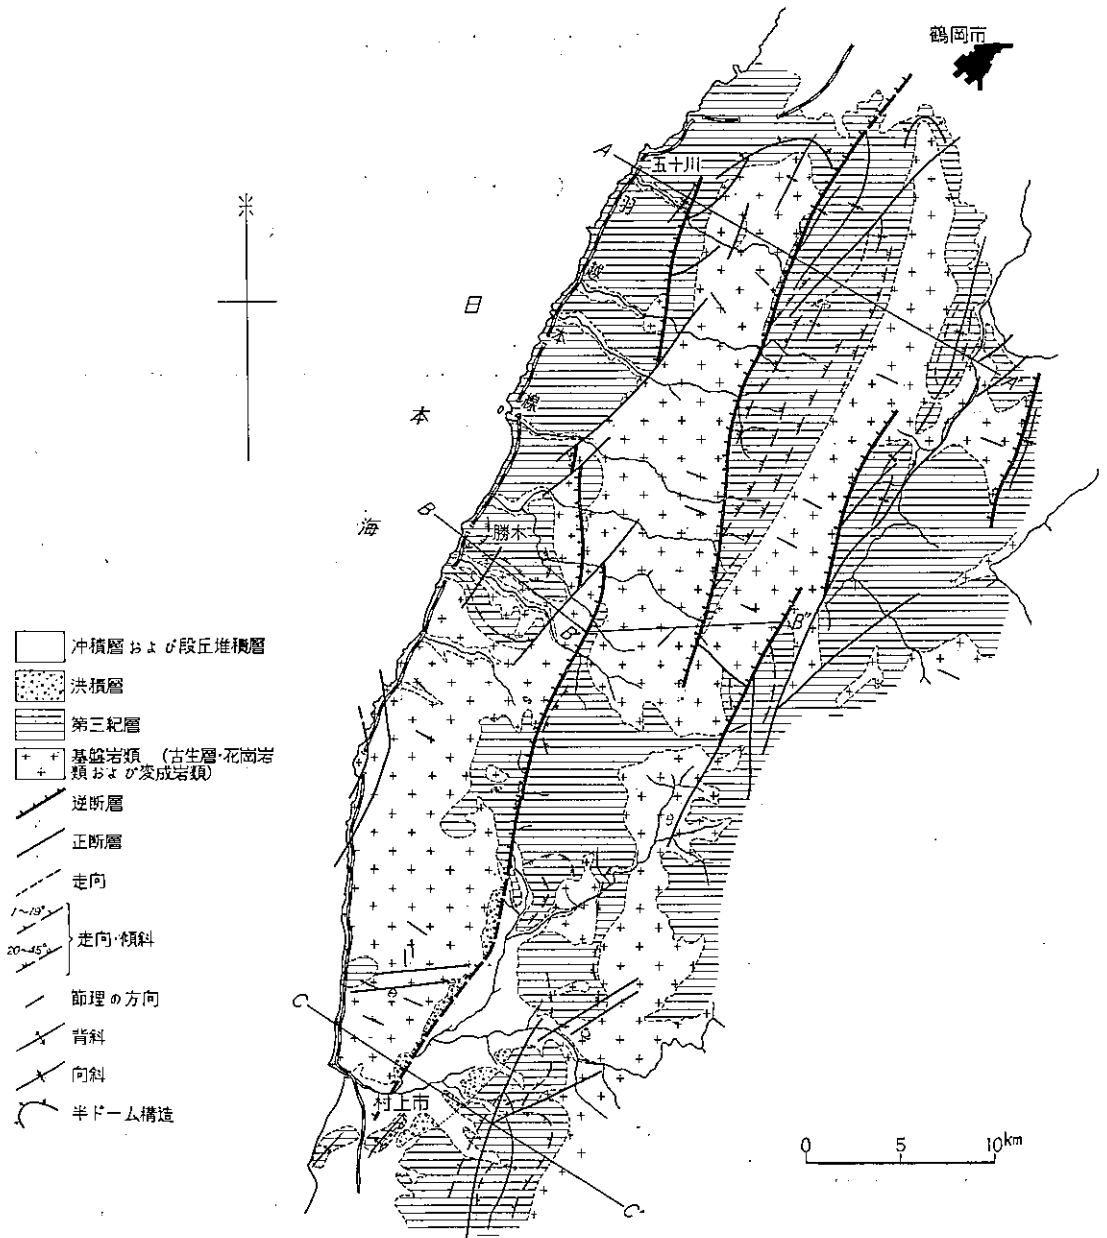 鶴岡市
A
五十川
羽
越
本
線
日
本
海
A'
B
勝木
B'
B"
C
村上市
C'
沖積層および段丘堆積層
洪積層
第三紀層
基盤岩類 (古生層・花崗岩
類および変成岩類)
逆断層
正断層
走向
1~19°
20~45°
走向・傾斜
節理の方向
背斜
向斜
半ドーム構造
0 5 10km